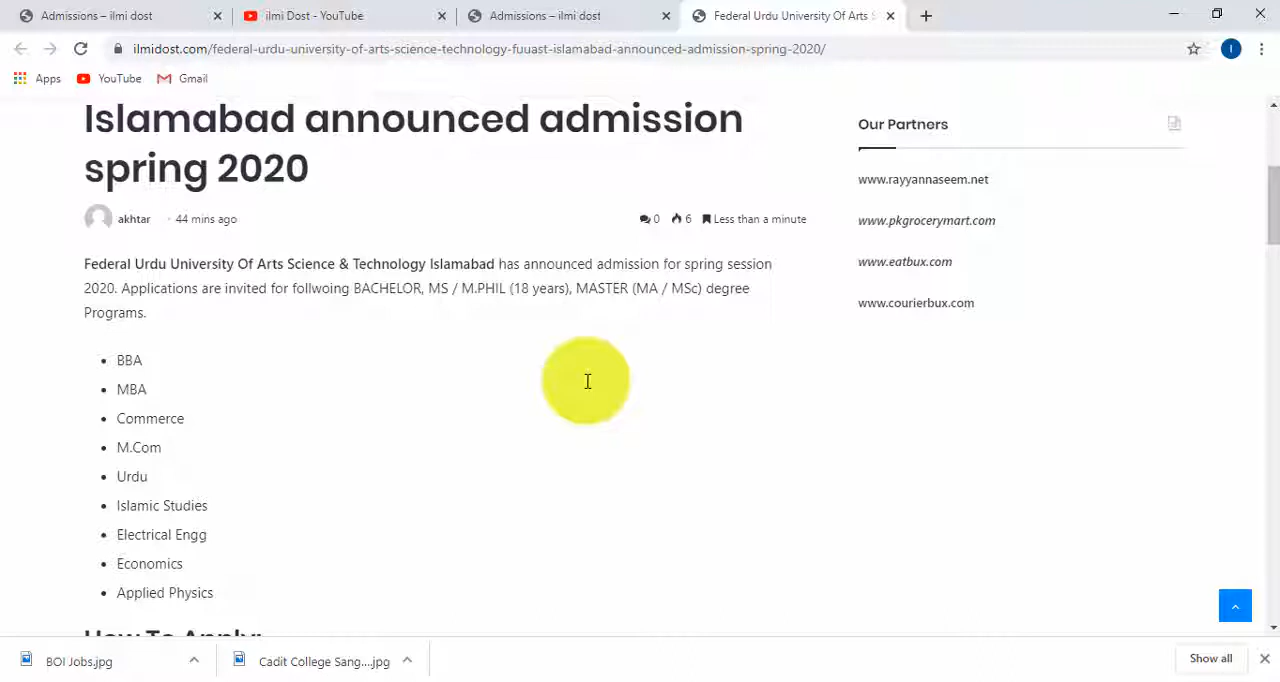 Admissions – ilmi dost
ilmi Dost - YouTube
Admissions – ilmi dost
Federal Urdu University Of Arts S
ilmidost.com/federal-urdu-university-of-arts-science-technology-fuuast-islamabad-announced-admission-spring-2020/
I
Apps
YouTube
Gmail
Islamabad announced admission
spring 2020
akhtar
44 mins ago
0
6
Less than a minute
Federal Urdu University Of Arts Science & Technology Islamabad has announced admission for spring session
2020. Applications are invited for follwoing BACHELOR, MS / M.PHIL (18 years), MASTER (MA / MSc) degree
Programs.
BBA
MBA
Commerce
M.Com
Urdu
Islamic Studies
Electrical Engg
Economics
Applied Physics
How To Apply:
Our Partners
www.rayyannaseem.net
www.pkgrocerymart.com
www.eatbux.com
www.courierbux.com
BOI Jobs.jpg
Cadit College Sang....jpg
Show all